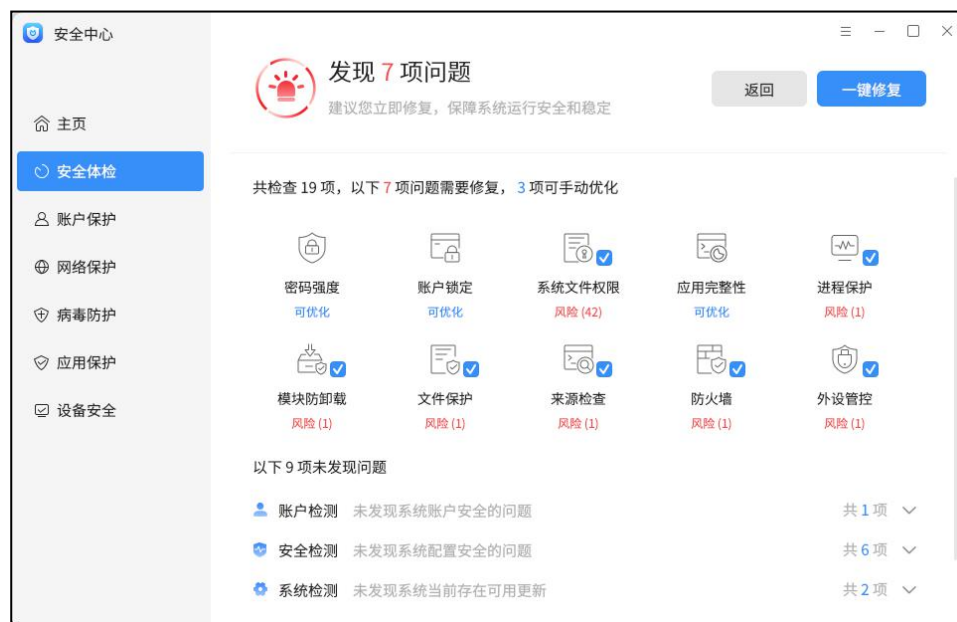 安全中心
主页
安全体检
账户保护
网络保护
病毒防护
应用保护
设备安全
发现 7 项问题
建议您立即修复，保障系统运行安全和稳定
返回
一键修复
共检查 19 项，以下 7 项问题需要修复， 3 项可手动优化
密码强度 账户锁定 系统文件权限 应用完整性 进程保护
可优化 可优化 风险 (42) 可优化 风险 (1)
模块防卸载 文件保护 来源检查 防火墙 外设管控
风险 (1) 风险 (1) 风险 (1) 风险 (1) 风险 (1)
以下 9 项未发现问题
账户检测 未发现系统账户安全的问题 共 1 项
安全检测 未发现系统配置安全的问题 共 6 项
系统检测 未发现系统当前存在可用更新 共 2 项